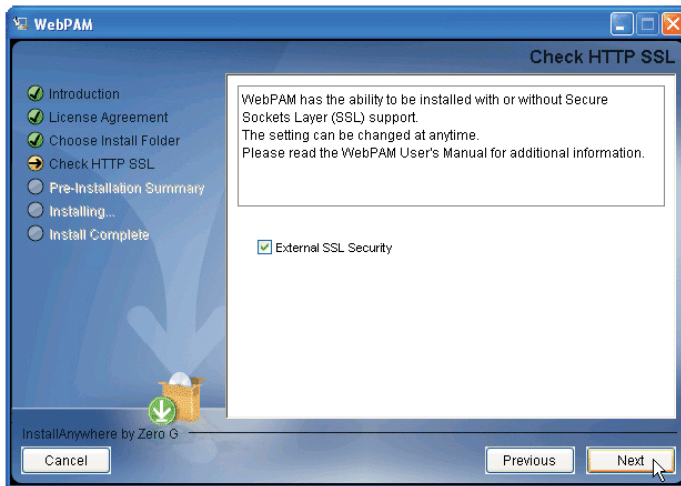 WebPAM
Check HTTP SSL
Introduction
License Agreement
Choose Install Folder
Check HTTP SSL
Pre-Installation Summary
Installing...
Install Complete
WebPAM has the ability to be installed with or without Secure
Sockets Layer (SSL) support.
The setting can be changed at anytime.
Please read the WebPAM User's Manual for additional information.
External SSL Security
InstallAnywhere by Zero G
Cancel
Previous
Next